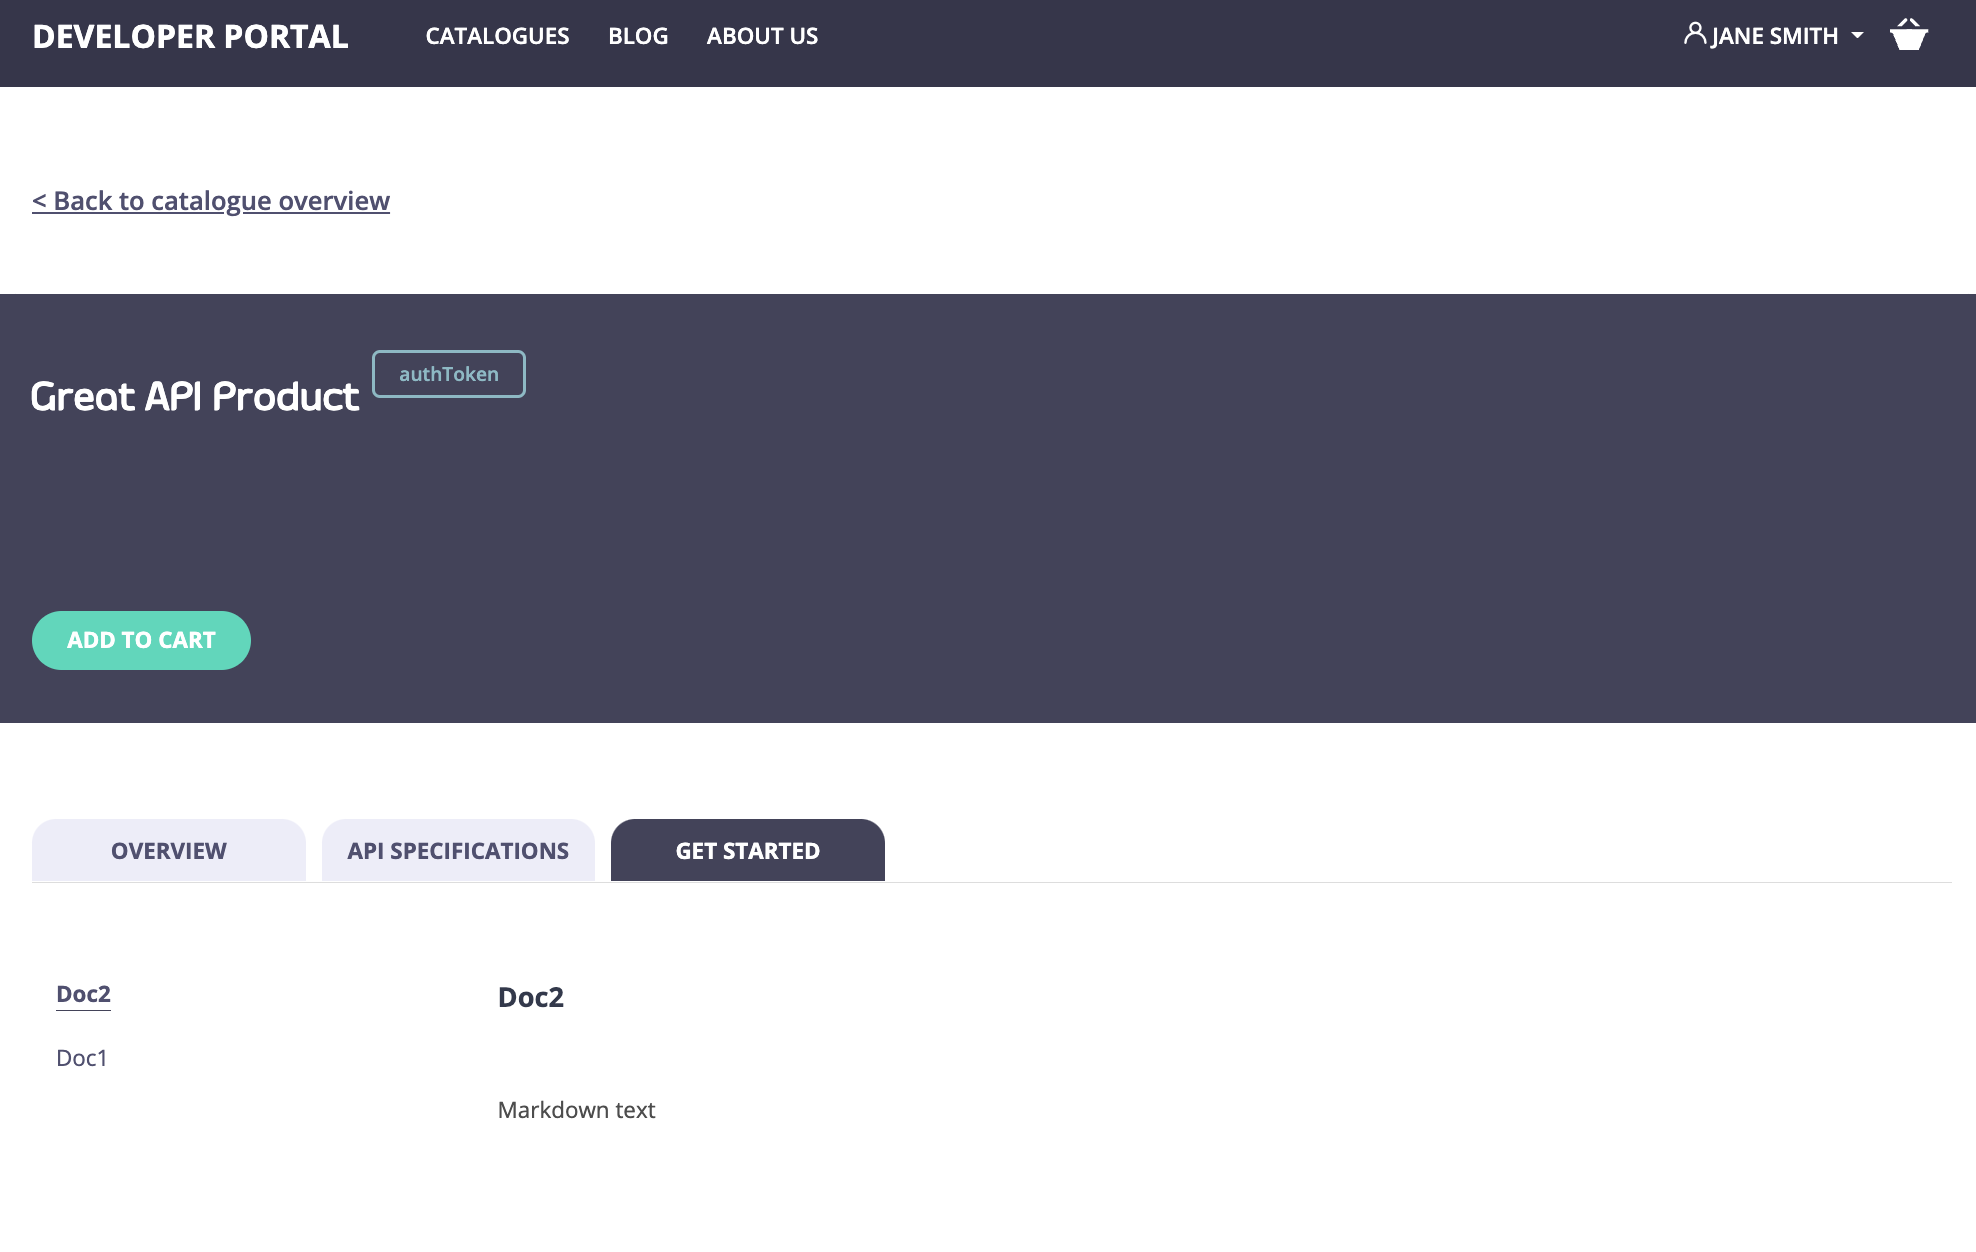 DEVELOPER PORTAL CATALOGUES BLOG ABOUT US JANE SMITH
< Back to catalogue overview
Great API Product authToken
ADD TO CART
OVERVIEW API SPECIFICATIONS GET STARTED
Doc2
Doc1
Doc2
Markdown text